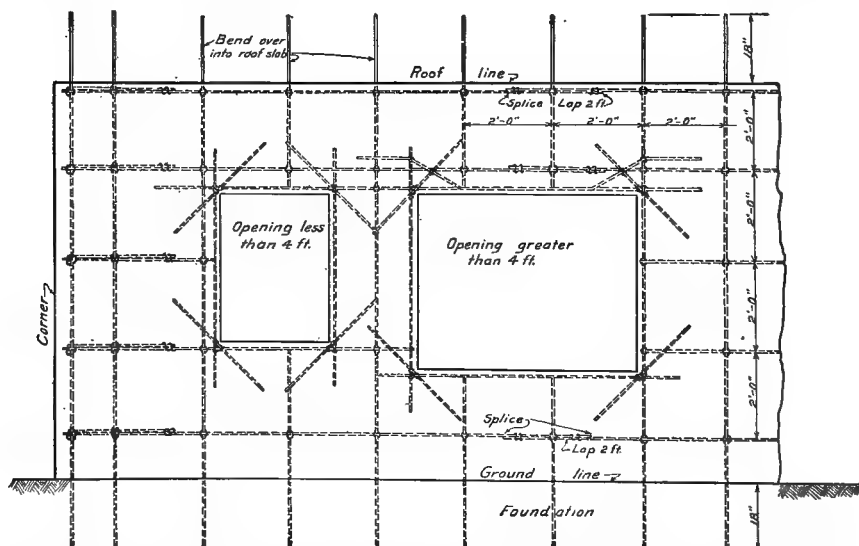 Bend over
into roof slab
18"
Roof line
Splice Lap 2 ft.
2'-0" 2'-0" 2'-0"
2'-0"
Opening less
than 4 ft.
Opening greater
than 4 ft.
2'-0"
2'-0"
Corner
2'-0"
Splice
Lap 2 ft.
Ground line
Foundation
18"